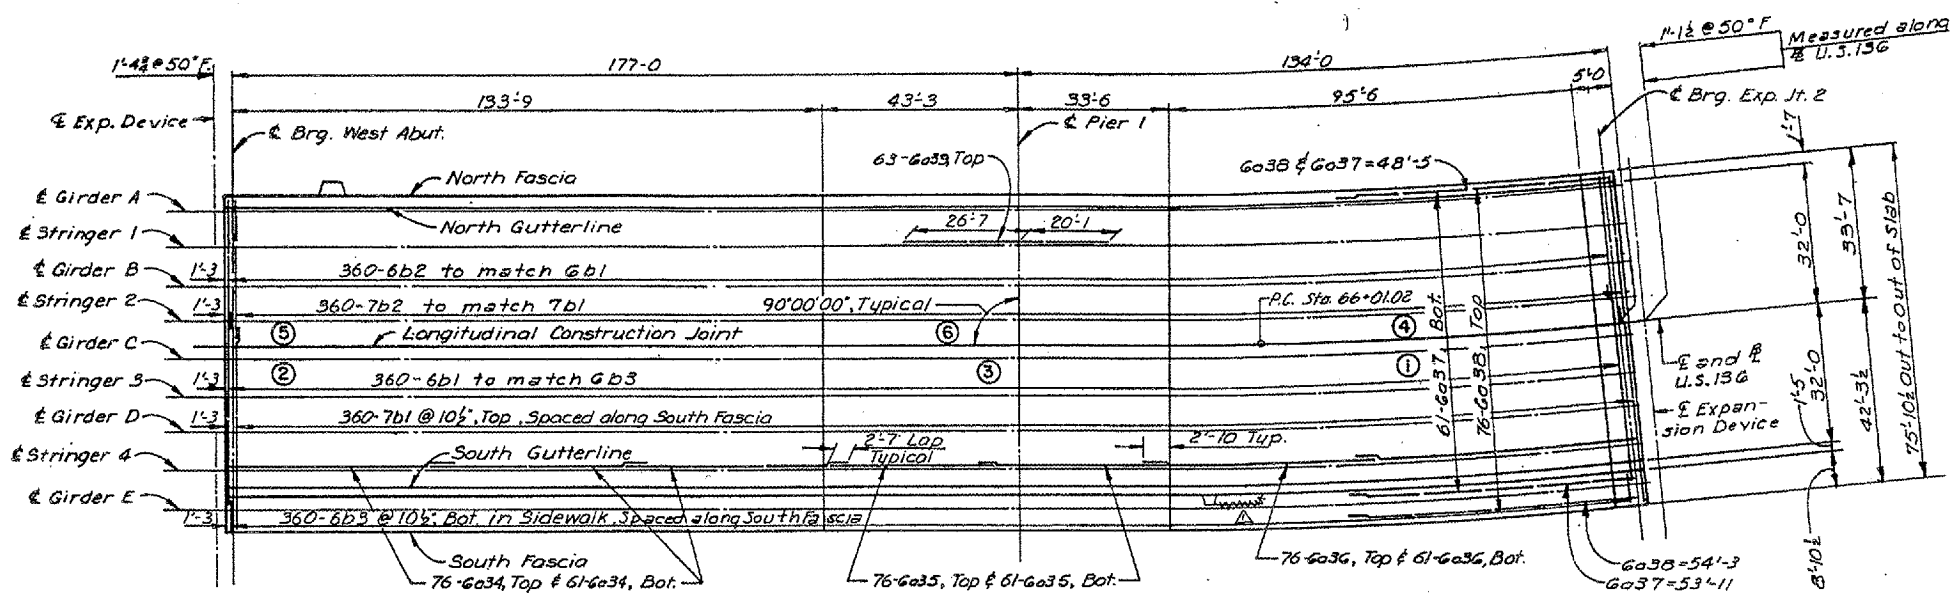 1'-4¾ @ 50°F.
177'-0
134'-0
1'-1½ @ 50°F
Measured along
℄ U.S. 136
133'-9
43'-3
33'-6
95'-6
5'-0
℄ Exp. Device
℄ Brg. West Abut.
℄ Pier 1
℄ Brg. Exp. Jt. 2
1'-7
63-6a39, Top
6a38 & 6a37=48'-5
North Fascia
℄ Girder A
North Gutterline
26'-7
20'-1
℄ Stringer 1
℄ Girder B
1'-3
360-6b2 to match 6b1
32'-0
33'-7
75'-10½ Out to Out of Slab
℄ Stringer 2
1'-3
360-7b2 to match 7b1
90°00'00", Typical
P.C. Sta. 66+01.02
5
Longitudinal Construction Joint
6
4
61-6a37, Bot.
76-6a38, Top
℄ Girder C
2
3
1
℄ and ℄
U.S. 136
℄ Stringer 3
1'-3
360-6b1 to match 6b3
℄ Girder D
1'-3
360-7b1 @ 10½", Top, Spaced along South Fascia
℄ Expan-
sion Device
1'-5
32'-0
42'-3½
2'-7 Lap
Typical
2'-10 Typ.
℄ Stringer 4
South Gutterline
℄ Girder E
1'-3
360-6b3 @ 10½", Bot. in Sidewalk, Spaced along South Fascia
1
8'-10½
South Fascia
76-6a34, Top & 61-6a34, Bot.
76-6a35, Top & 61-6a35, Bot.
76-6a36, Top & 61-6a36, Bot.
6a38=54'-3
6a37=53'-11